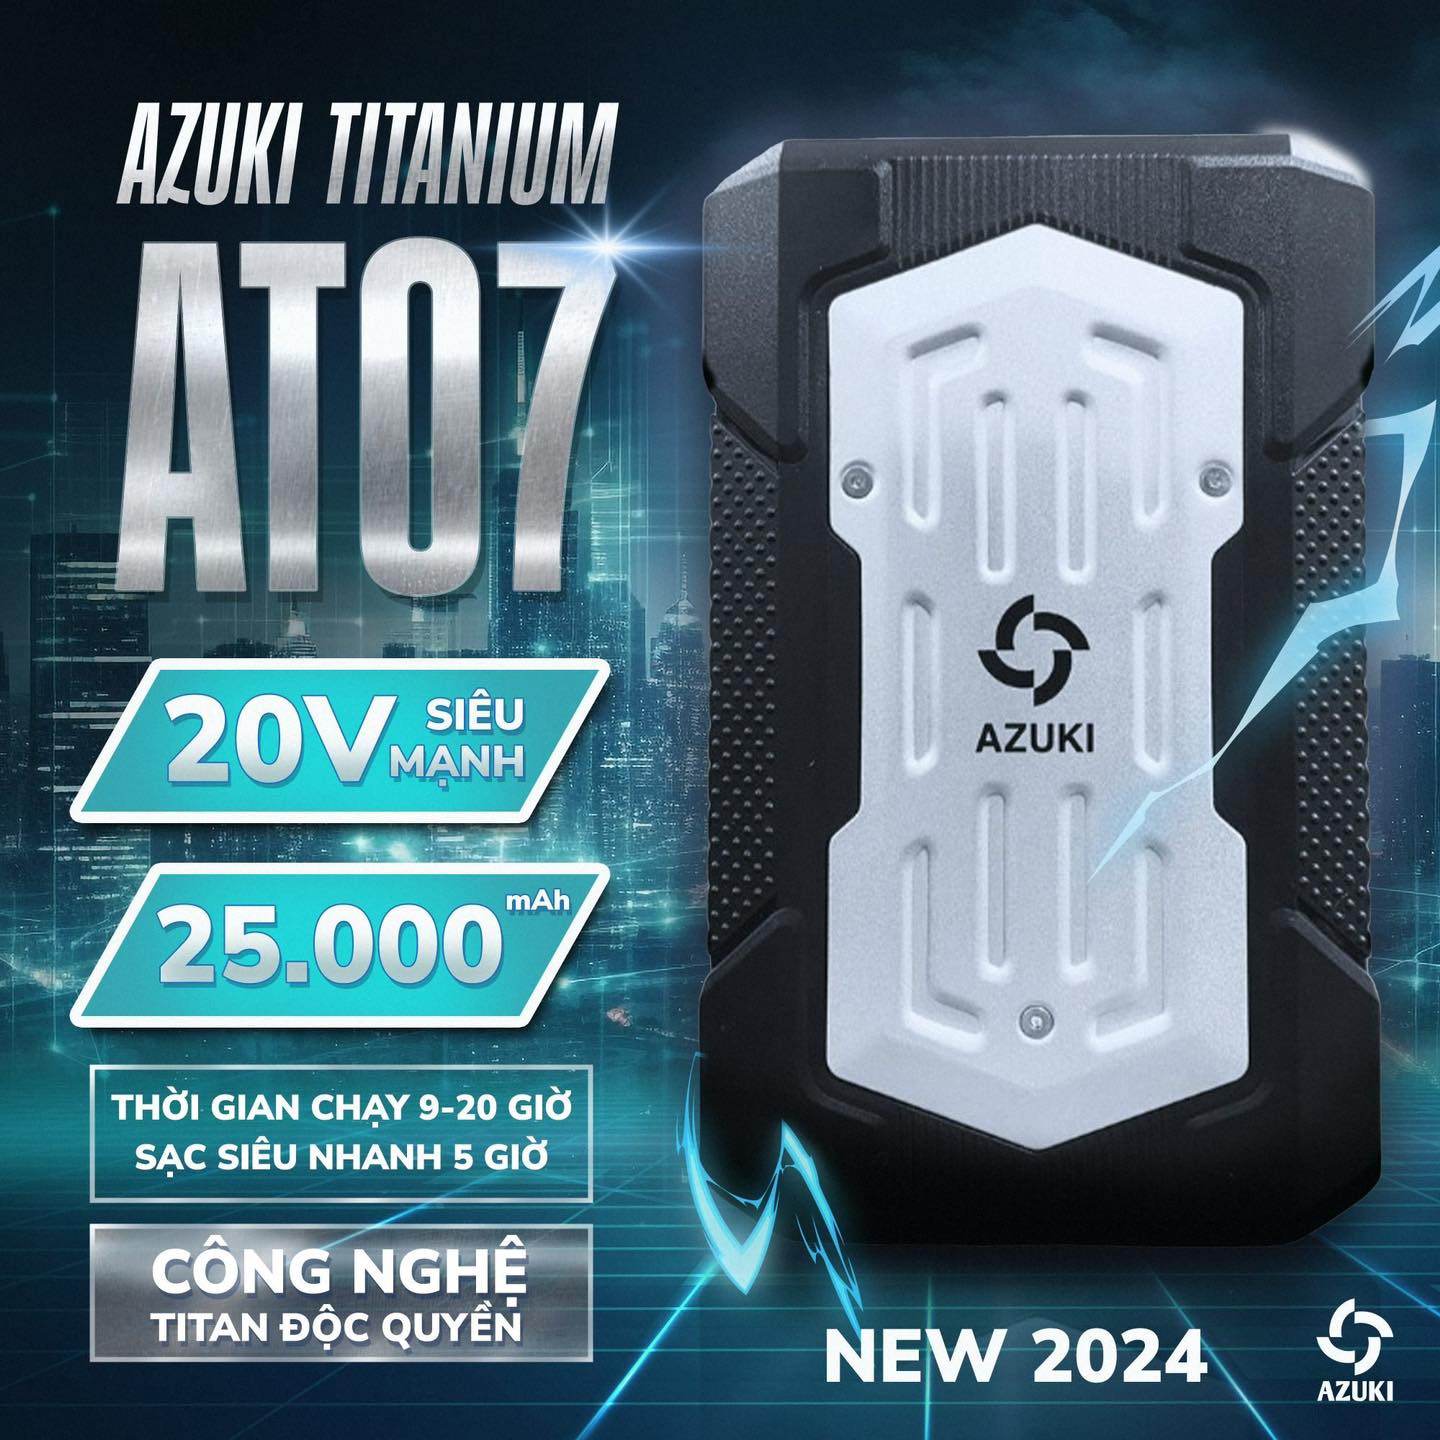 AZUKI TITANIUM
AT07
20V SIÊU
MẠNH
25.000 mAh
THỜI GIAN CHẠY 9-20 GIỜ
SẠC SIÊU NHANH 5 GIỜ
CÔNG NGHỆ
TITAN ĐỘC QUYỀN
AZUKI
NEW 2024
AZUKI